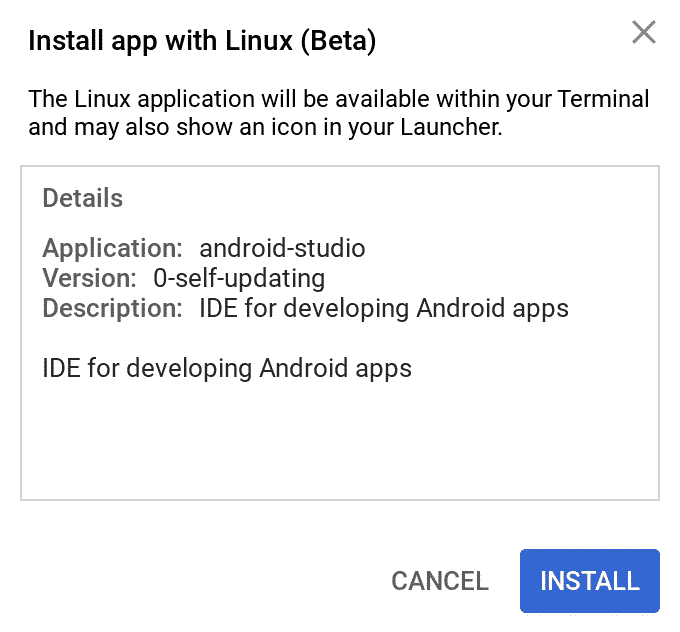 Install app with Linux (Beta)
The Linux application will be available within your Terminal
and may also show an icon in your Launcher.
Details
Application: android-studio
Version: 0-self-updating
Description: IDE for developing Android apps
IDE for developing Android apps
CANCEL
INSTALL